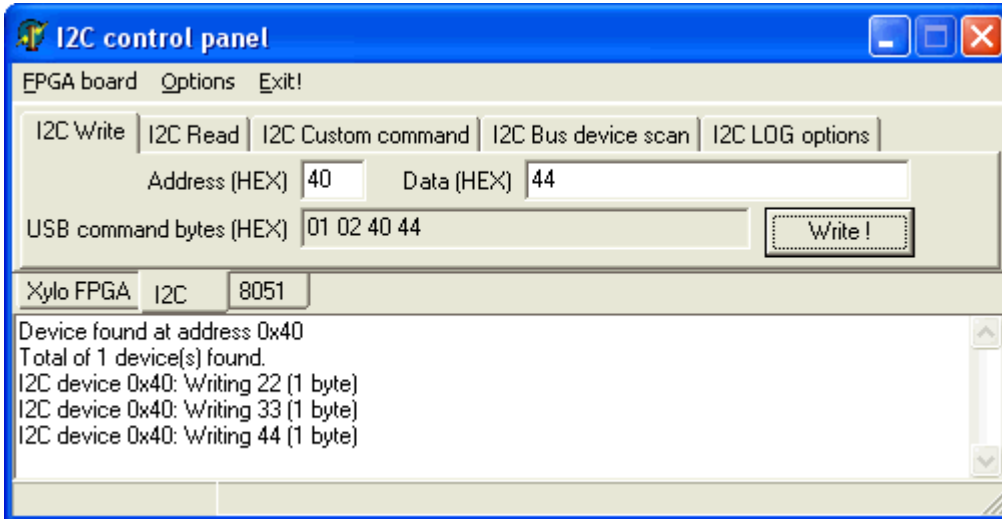 I2C control panel
FPGA board Options Exit!
I2C Write I2C Read I2C Custom command I2C Bus device scan I2C LOG options
Address (HEX) 40 Data (HEX) 44
USB command bytes (HEX) 01 02 40 44 Write !
Xylo FPGA I2C 8051
Device found at address 0x40
Total of 1 device(s) found.
I2C device 0x40: Writing 22 (1 byte)
I2C device 0x40: Writing 33 (1 byte)
I2C device 0x40: Writing 44 (1 byte)